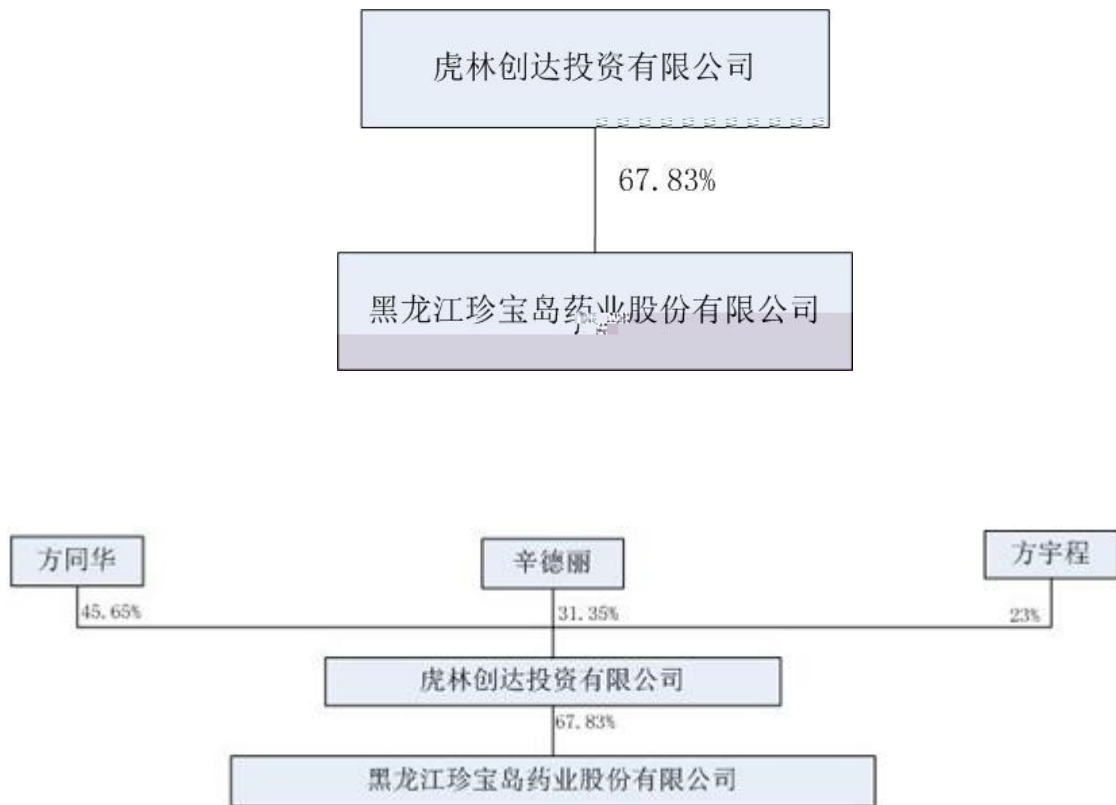 虎林创达投资有限公司
67.83%
黑龙江珍宝岛药业股份有限公司
方同华
辛德丽
方宇程
45.65%
31.35%
23%
虎林创达投资有限公司
67.83%
黑龙江珍宝岛药业股份有限公司